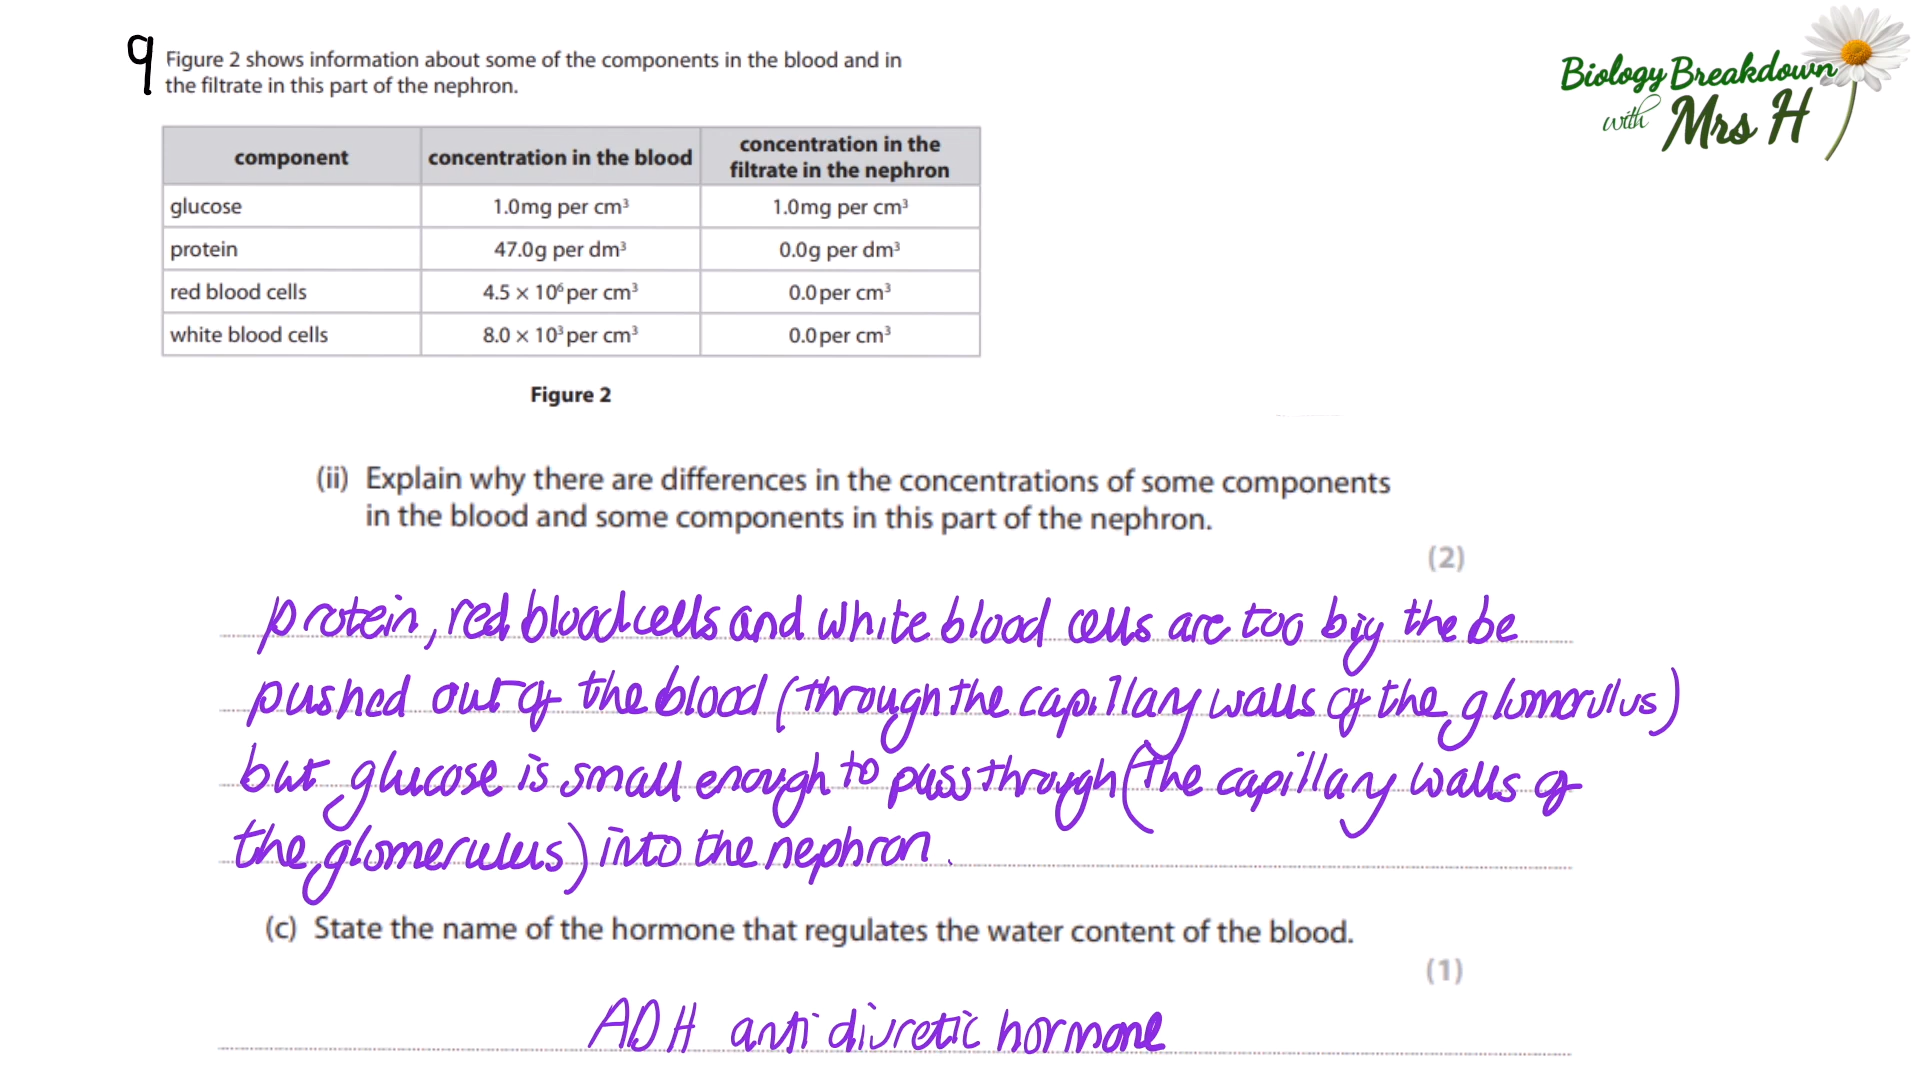 9
Figure 2 shows information about some of the components in the blood and in
the filtrate in this part of the nephron.
Biology Breakdown
with Mrs H
component concentration in the blood concentration in the filtrate in the nephron
glucose 1.0mg per cm³ 1.0mg per cm³
protein 47.0g per dm³ 0.0g per dm³
red blood cells 4.5 × 10⁶ per cm³ 0.0 per cm³
white blood cells 8.0 × 10³ per cm³ 0.0 per cm³
Figure 2
(ii) Explain why there are differences in the concentrations of some components
in the blood and some components in this part of the nephron.
(2)
protein, red blood cells and white blood cells are too big the be
pushed out of the blood (through the capillary walls of the glomorulus)
but glucose is small enough to pass through (the capillary walls of
the glomerulus) into the nephron.
(c) State the name of the hormone that regulates the water content of the blood.
(1)
ADH anti diuretic hormone